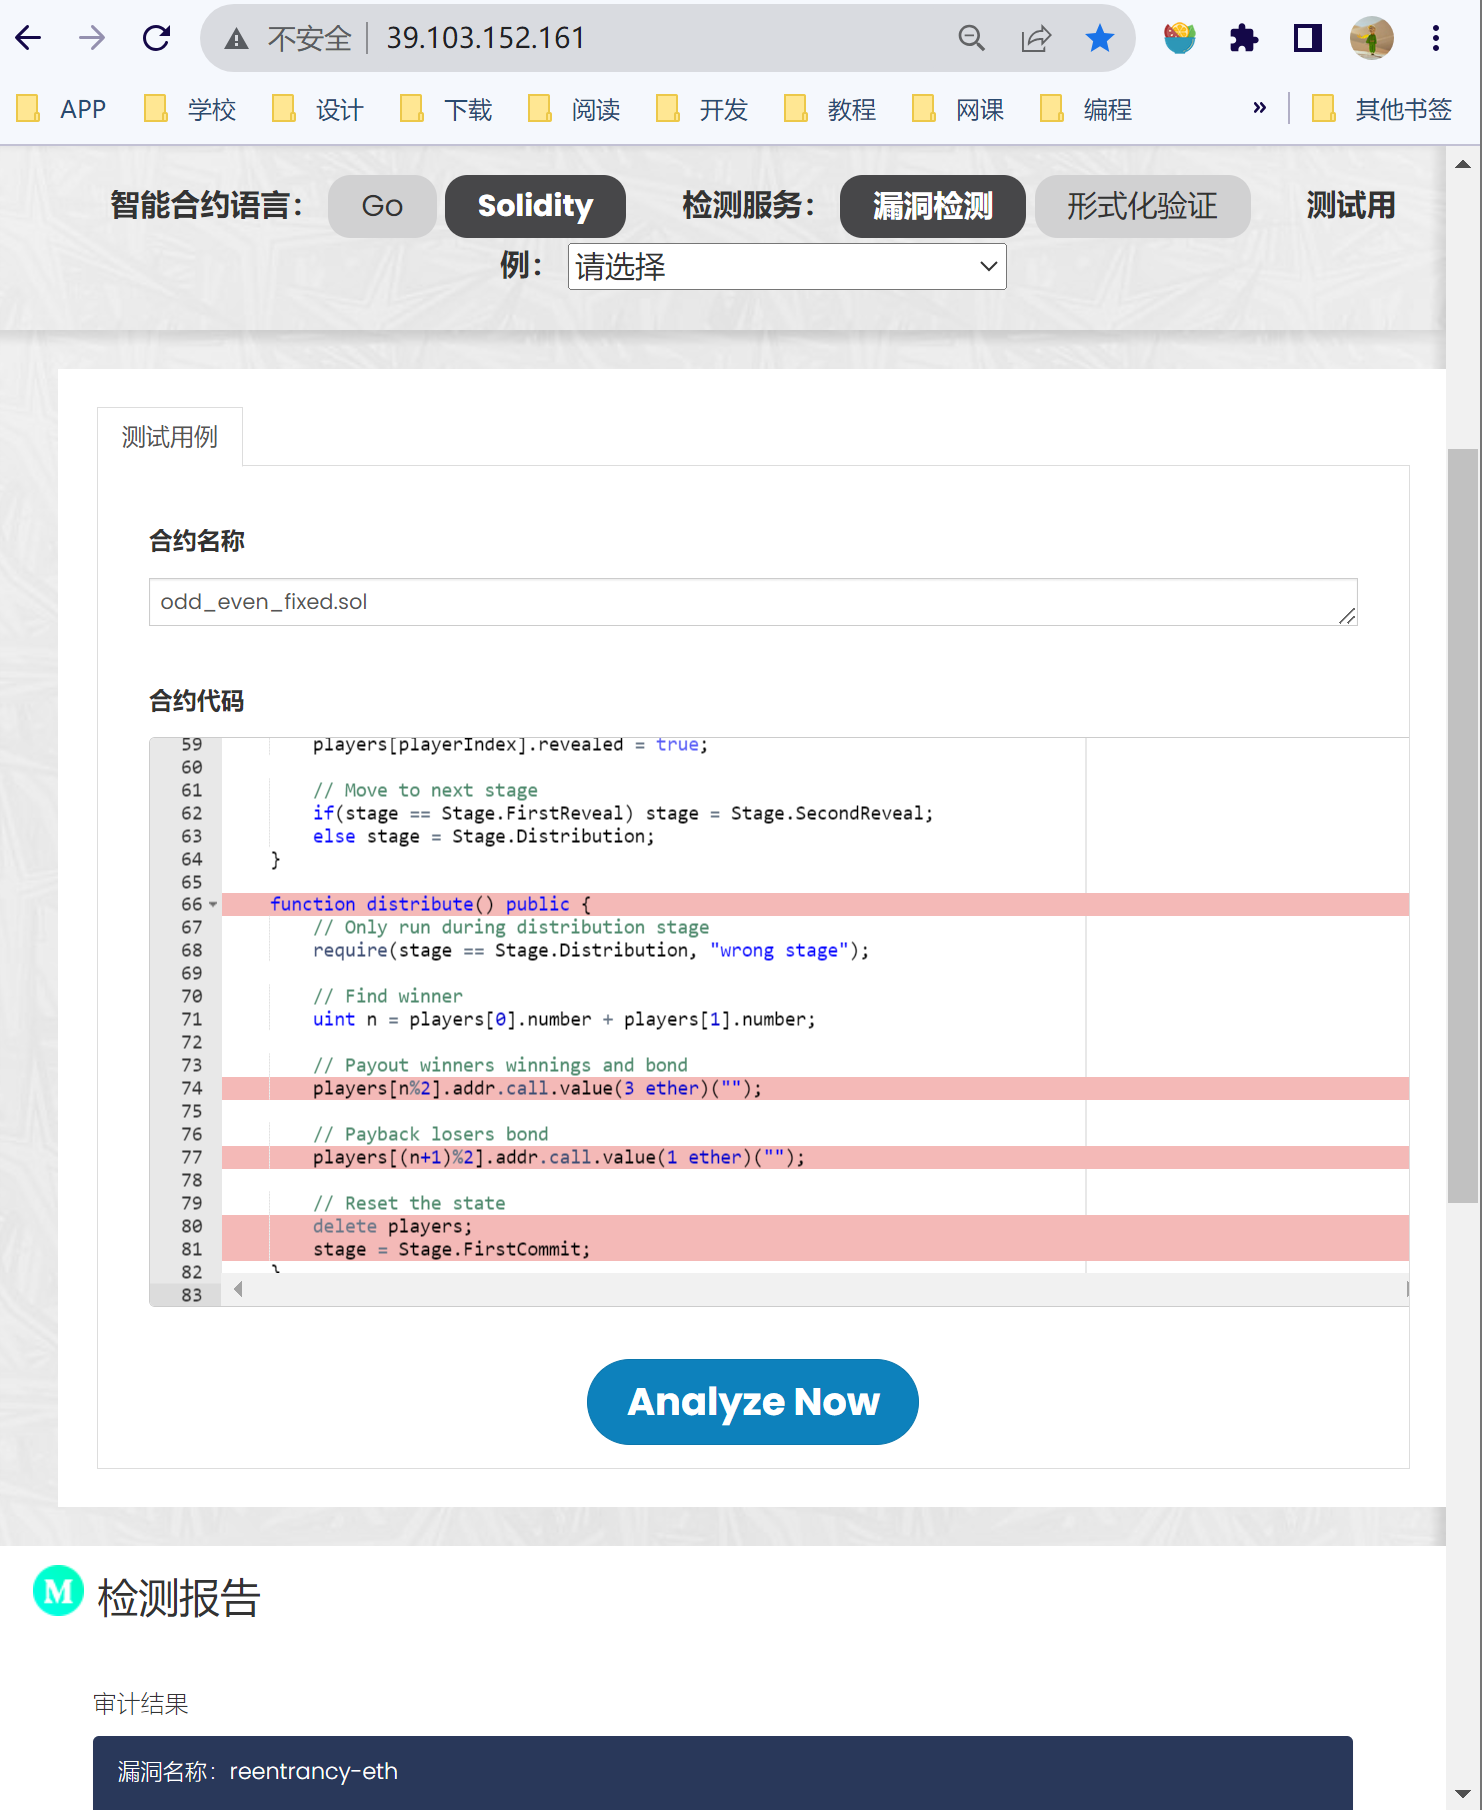 不安全 39.103.152.161
APP 学校 设计 下载 阅读 开发 教程 网课 编程 » 其他书签
智能合约语言： Go Solidity 检测服务： 漏洞检测 形式化验证 测试用
例： 请选择
测试用例
合约名称
odd_even_fixed.sol
合约代码
59 players[playerIndex].revealed = true;
60
61 // Move to next stage
62 if(stage == Stage.FirstReveal) stage = Stage.SecondReveal;
63 else stage = Stage.Distribution;
64 }
65
66 function distribute() public {
67 // Only run during distribution stage
68 require(stage == Stage.Distribution, "wrong stage");
69
70 // Find winner
71 uint n = players[0].number + players[1].number;
72
73 // Payout winners winnings and bond
74 players[n%2].addr.call.value(3 ether)("");
75
76 // Payback losers bond
77 players[(n+1)%2].addr.call.value(1 ether)("");
78
79 // Reset the state
80 delete players;
81 stage = Stage.FirstCommit;
82 }
83
Analyze Now
M 检测报告
审计结果
漏洞名称：reentrancy-eth